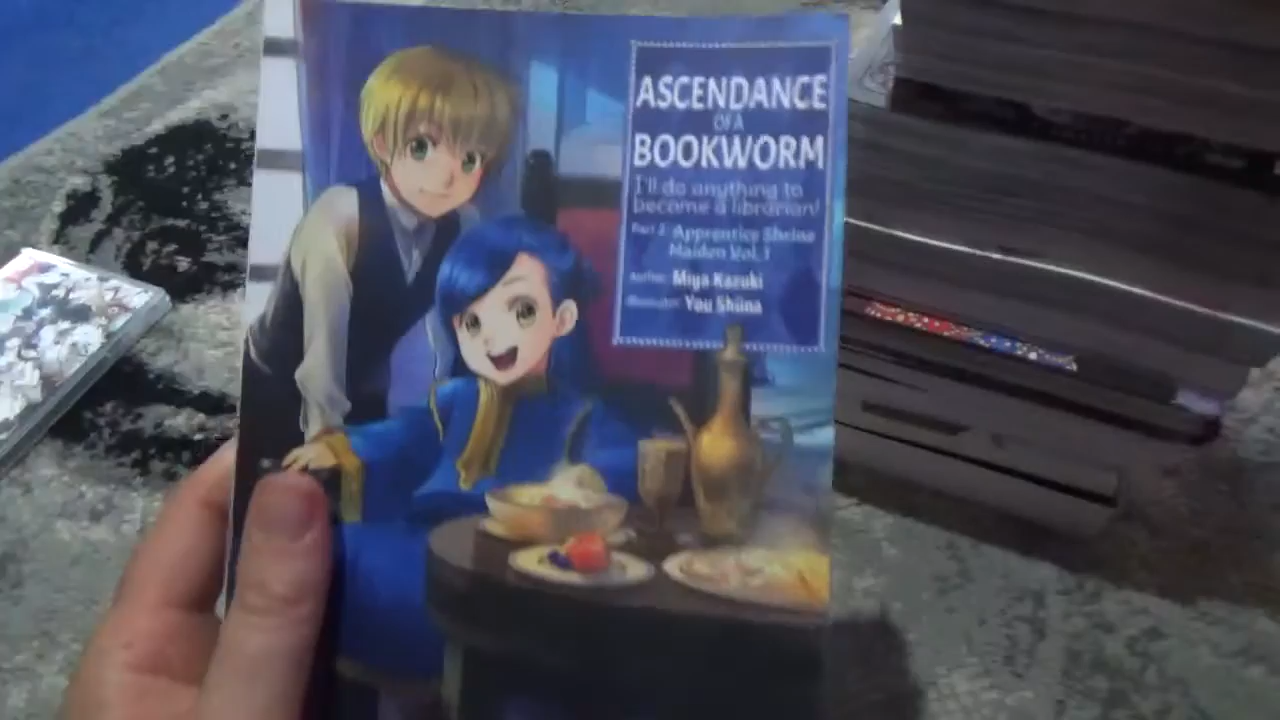 ASCENDANCE
OF A
BOOKWORM
I'll do anything to
become a librarian!
Part 2: Apprentice Shrine
Maiden Vol. 1
Author: Miya Kazuki
Illustrator: You Shiina